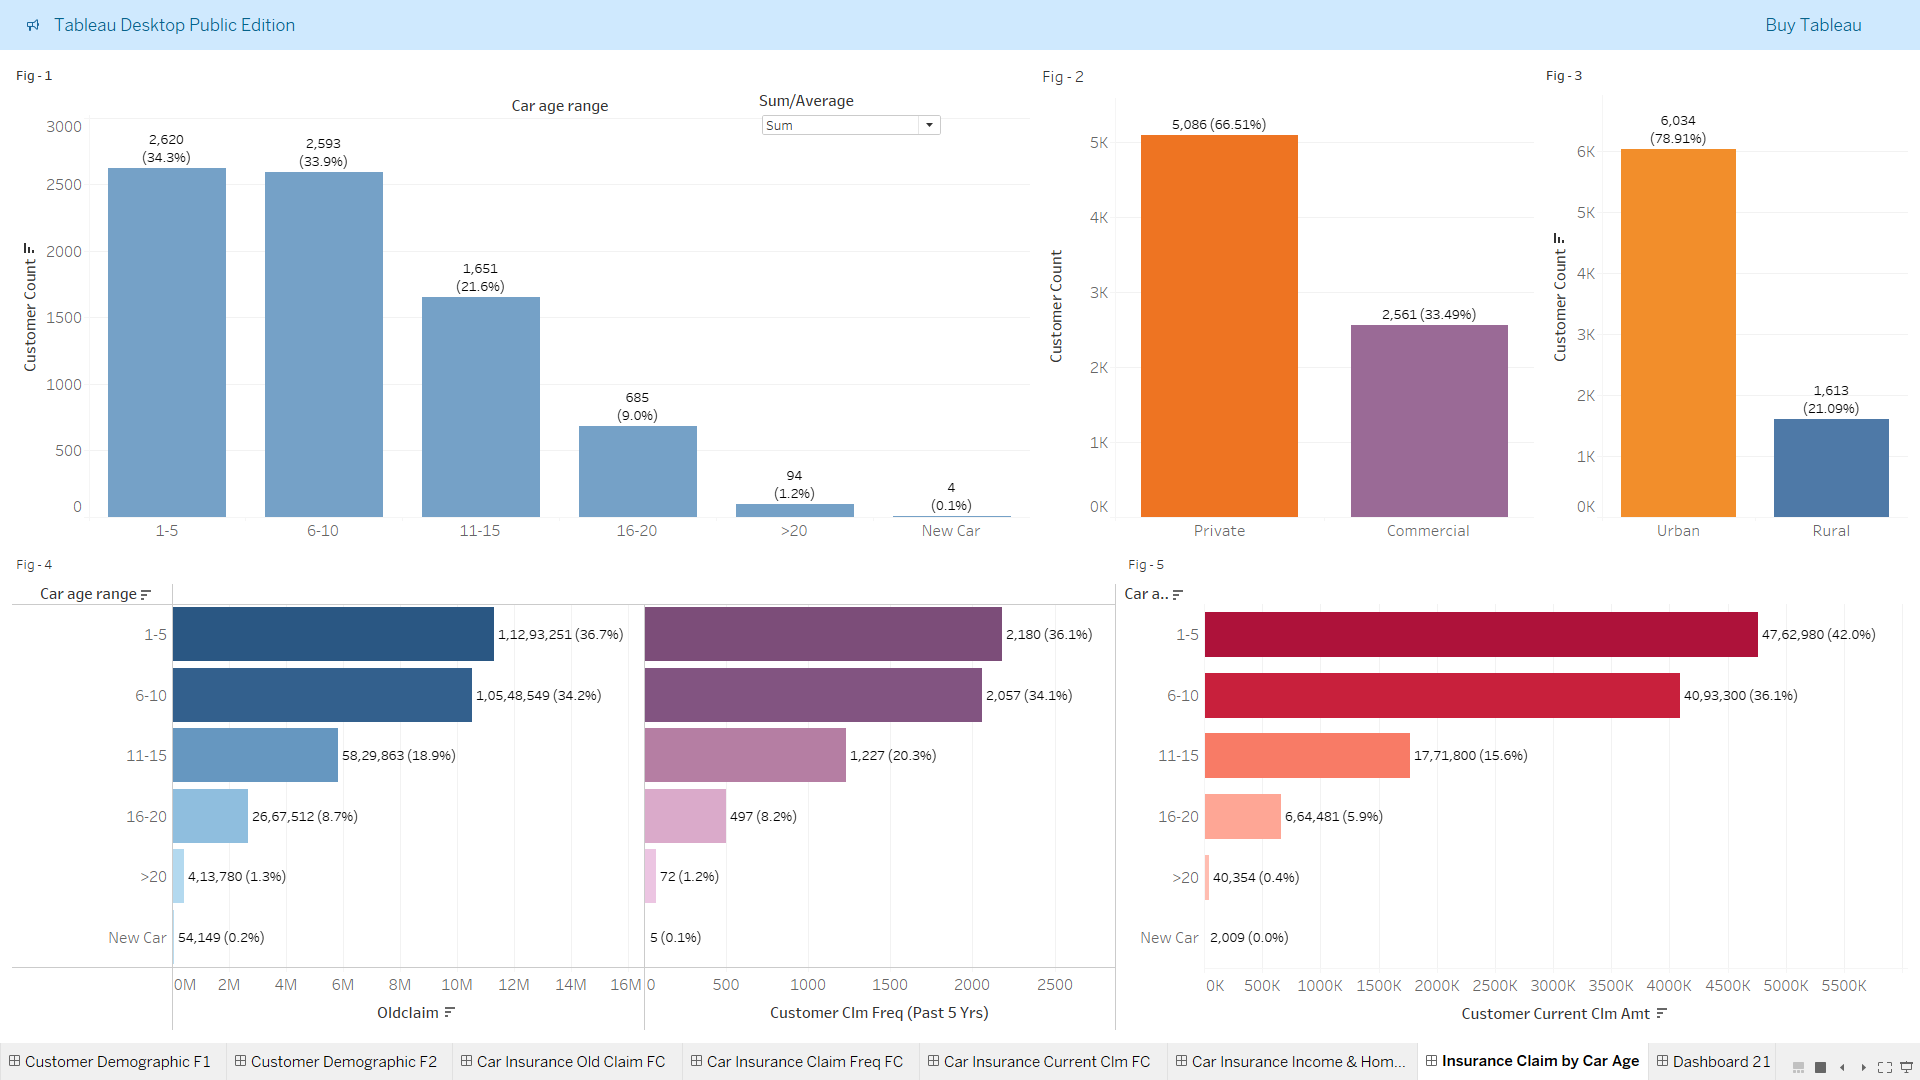 Tableau Desktop Public Edition
Buy Tableau
Fig - 1
Car age range
Sum/Average
Sum
Customer Count
3000
2500
2000
1500
1000
500
0
2,620
(34.3%)
2,593
(33.9%)
1,651
(21.6%)
685
(9.0%)
94
(1.2%)
4
(0.1%)
1-5
6-10
11-15
16-20
>20
New Car
Fig - 2
Customer Count
5K
4K
3K
2K
1K
0K
5,086 (66.51%)
2,561 (33.49%)
Private
Commercial
Fig - 3
Customer Count
6K
5K
4K
3K
2K
1K
0K
6,034
(78.91%)
1,613
(21.09%)
Urban
Rural
Fig - 4
Car age range
1-5
1,12,93,251 (36.7%)
2,180 (36.1%)
6-10
1,05,48,549 (34.2%)
2,057 (34.1%)
11-15
58,29,863 (18.9%)
1,227 (20.3%)
16-20
26,67,512 (8.7%)
497 (8.2%)
>20
4,13,780 (1.3%)
72 (1.2%)
New Car
54,149 (0.2%)
5 (0.1%)
0M 2M 4M 6M 8M 10M 12M 14M 16M
0 500 1000 1500 2000 2500
Oldclaim
Customer Clm Freq (Past 5 Yrs)
Fig - 5
Car a..
1-5
47,62,980 (42.0%)
6-10
40,93,300 (36.1%)
11-15
17,71,800 (15.6%)
16-20
6,64,481 (5.9%)
>20
40,354 (0.4%)
New Car
2,009 (0.0%)
0K 500K 1000K 1500K 2000K 2500K 3000K 3500K 4000K 4500K 5000K 5500K
Customer Current Clm Amt
Customer Demographic F1
Customer Demographic F2
Car Insurance Old Claim FC
Car Insurance Claim Freq FC
Car Insurance Current Clm FC
Car Insurance Income & Hom...
Insurance Claim by Car Age
Dashboard 21